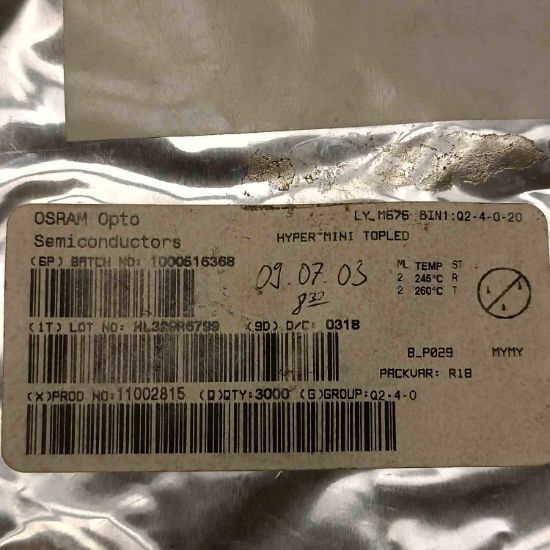 OSRAM Opto
Semiconductors
LY_M676 BIN1:Q2-4-0-20
HYPER MINI TOPLED
(6P) BATCH NO: 1000516368
09.07.03
8³⁰
ML TEMP ST
2 245°C R
2 260°C T
(1T) LOT NO: (9D) D/C: 0318
B_P029 MYMY
PACKVAR: R18
(X)PROD NO:11002815 (Q)QTY:3000 (G)GROUP:Q2-4-0